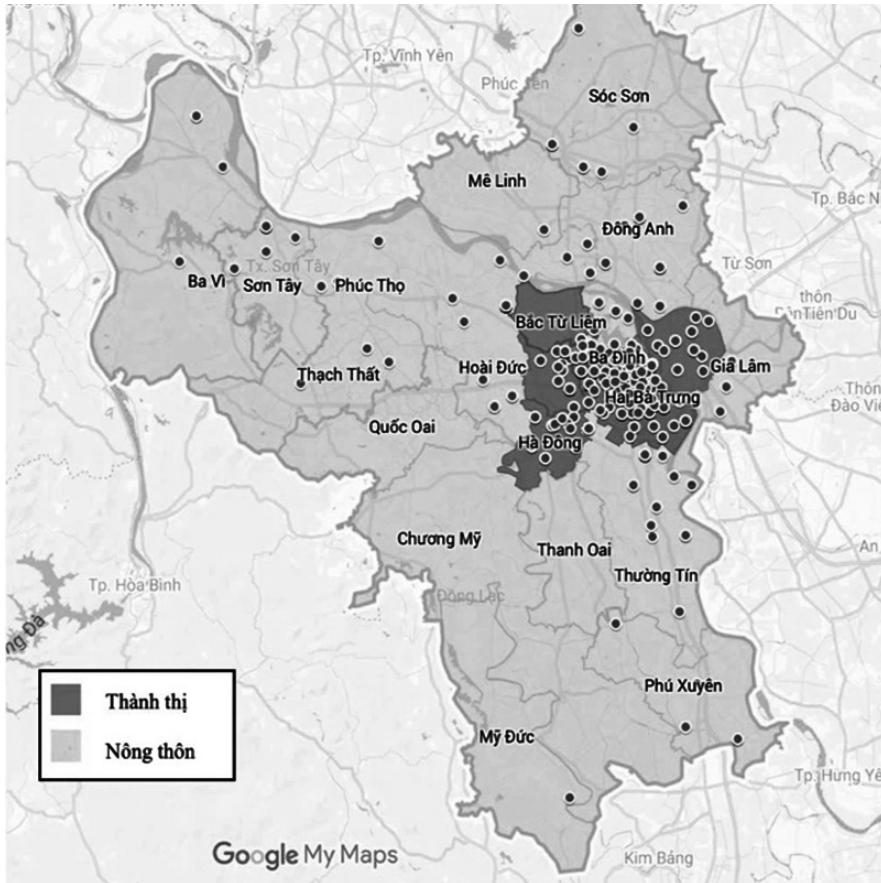 Tp. Vĩnh Yên
Phúc Yên
Sóc Sơn
Mê Linh
Tp. Bắc N
Đông Anh
Từ Sơn
Ba Vì
Tx. Sơn Tây
Sơn Tây
Phúc Thọ
thôn
Tiên Du
Bắc Từ Liêm
Ba Đình
Gia Lâm
Hoài Đức
Thạch Thất
Hai Bà Trưng
Thôn
Đào Viê
Quốc Oai
Hà Đông
Chương Mỹ
Thanh Oai
An
Thường Tín
Tp. Hòa Bình
Đồng Lạc
ng Đà
Thành thị
Nông thôn
Phú Xuyên
Mỹ Đức
Tp. Hưng Yê
Google My Maps
Kim Bảng